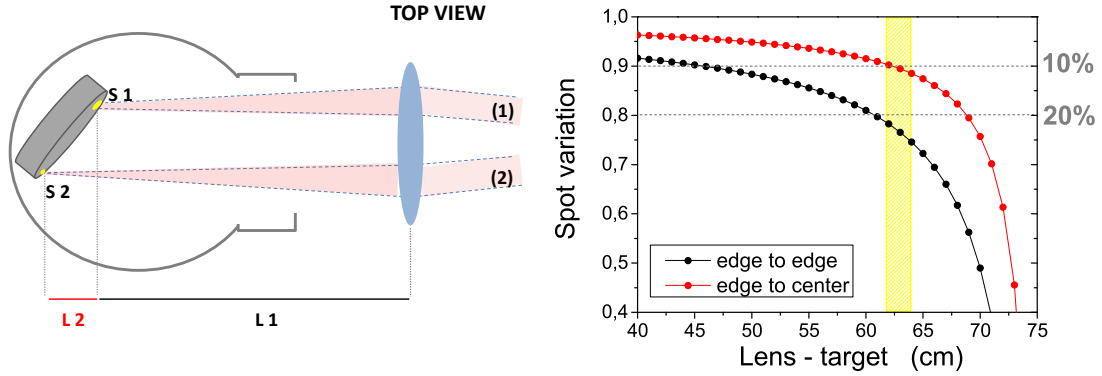 TOP VIEW
S 1
(1)
(2)
S 2
L 2
L 1
1,0
0,9
0,8
0,7
0,6
0,5
0,4
Spot variation
10%
20%
edge to edge
edge to center
40 45 50 55 60 65 70 75
Lens - target (cm)